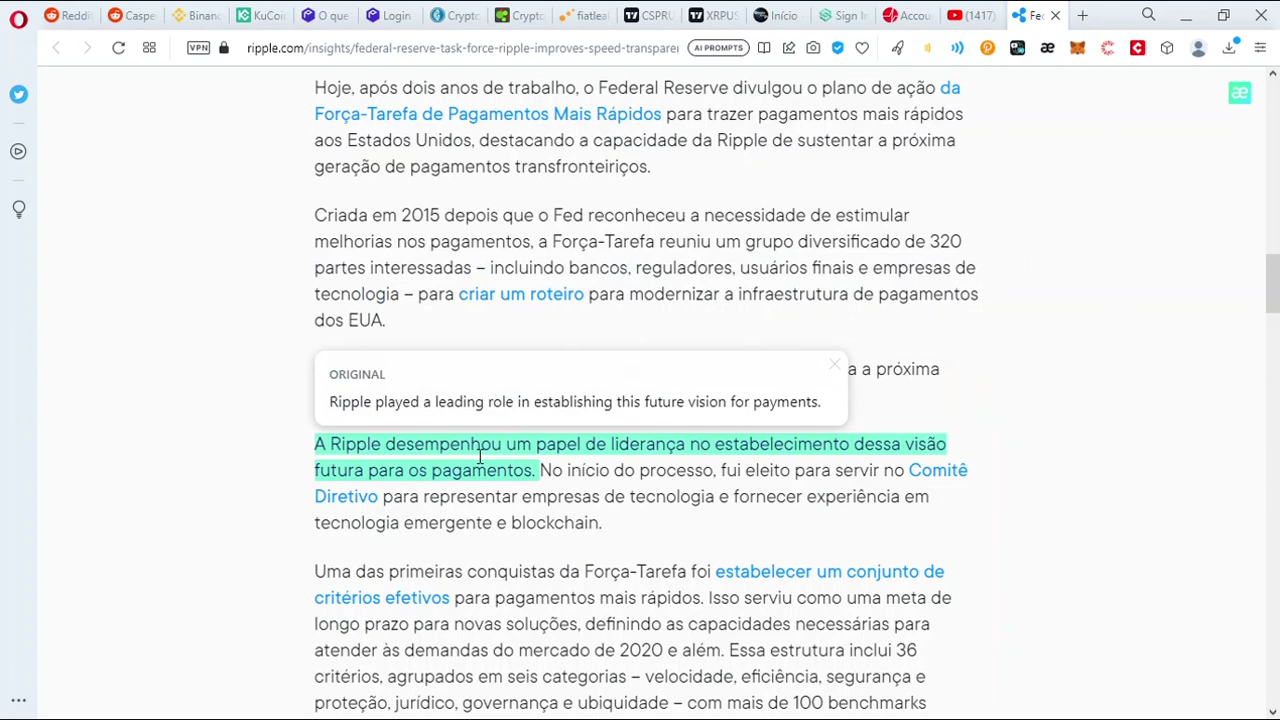 Reddi
Caspe
Binanc
KuCoin
O que
Login
Crypto
Crypto
fiatleal
CSPRU
XRPUS
Início
Sign In
Accou
(1417)
Fed
VPN
ripple.com/insights/federal-reserve-task-force-ripple-improves-speed-transparer
AI PROMPTS
Hoje, após dois anos de trabalho, o Federal Reserve divulgou o plano de ação da
Força-Tarefa de Pagamentos Mais Rápidos para trazer pagamentos mais rápidos
aos Estados Unidos, destacando a capacidade da Ripple de sustentar a próxima
geração de pagamentos transfronteiriços.
Criada em 2015 depois que o Fed reconheceu a necessidade de estimular
melhorias nos pagamentos, a Força-Tarefa reuniu um grupo diversificado de 320
partes interessadas – incluindo bancos, reguladores, usuários finais e empresas de
tecnologia – para criar um roteiro para modernizar a infraestrutura de pagamentos
dos EUA.
a a próxima
ORIGINAL
Ripple played a leading role in establishing this future vision for payments.
A Ripple desempenhou um papel de liderança no estabelecimento dessa visão
futura para os pagamentos. No início do processo, fui eleito para servir no Comitê
Diretivo para representar empresas de tecnologia e fornecer experiência em
tecnologia emergente e blockchain.
Uma das primeiras conquistas da Força-Tarefa foi estabelecer um conjunto de
critérios efetivos para pagamentos mais rápidos. Isso serviu como uma meta de
longo prazo para novas soluções, definindo as capacidades necessárias para
atender às demandas do mercado de 2020 e além. Essa estrutura inclui 36
critérios, agrupados em seis categorias – velocidade, eficiência, segurança e
proteção, jurídico, governança e ubiquidade – com mais de 100 benchmarks